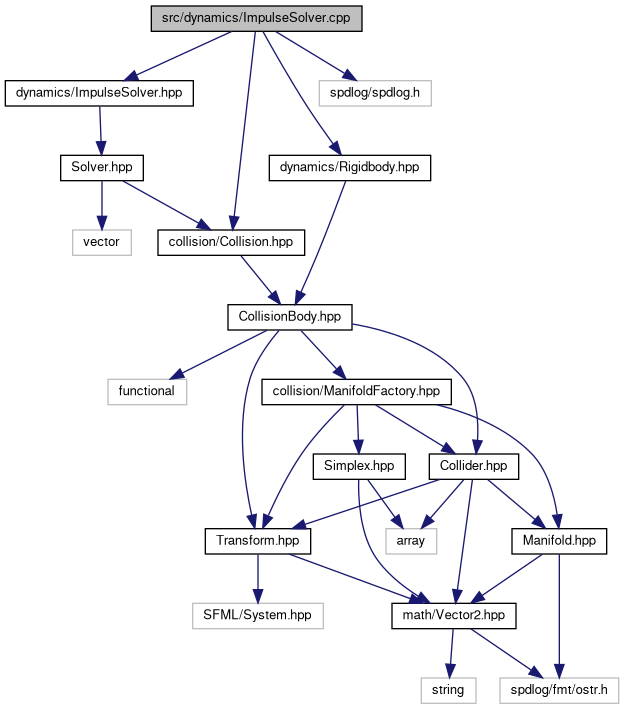 src/dynamics/ImpulseSolver.cpp
dynamics/ImpulseSolver.hpp
spdlog/spdlog.h
Solver.hpp
dynamics/Rigidbody.hpp
vector
collision/Collision.hpp
CollisionBody.hpp
functional
collision/ManifoldFactory.hpp
Simplex.hpp
Collider.hpp
Transform.hpp
array
Manifold.hpp
SFML/System.hpp
math/Vector2.hpp
string
spdlog/fmt/ostr.h